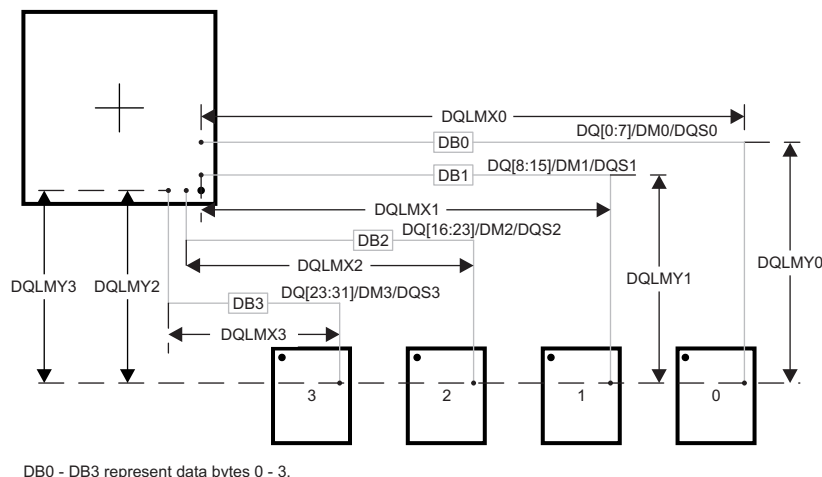 DQLMX0
DQ[0:7]/DM0/DQS0
DB0
DQ[8:15]/DM1/DQS1
DB1
DQLMX1
DQ[16:23]/DM2/DQS2
DB2
DQLMX2
DQLMY3
DQLMY2
DQLMY1
DQLMY0
DQ[23:31]/DM3/DQS3
DB3
DQLMX3
3
2
1
0
DB0 - DB3 represent data bytes 0 - 3.